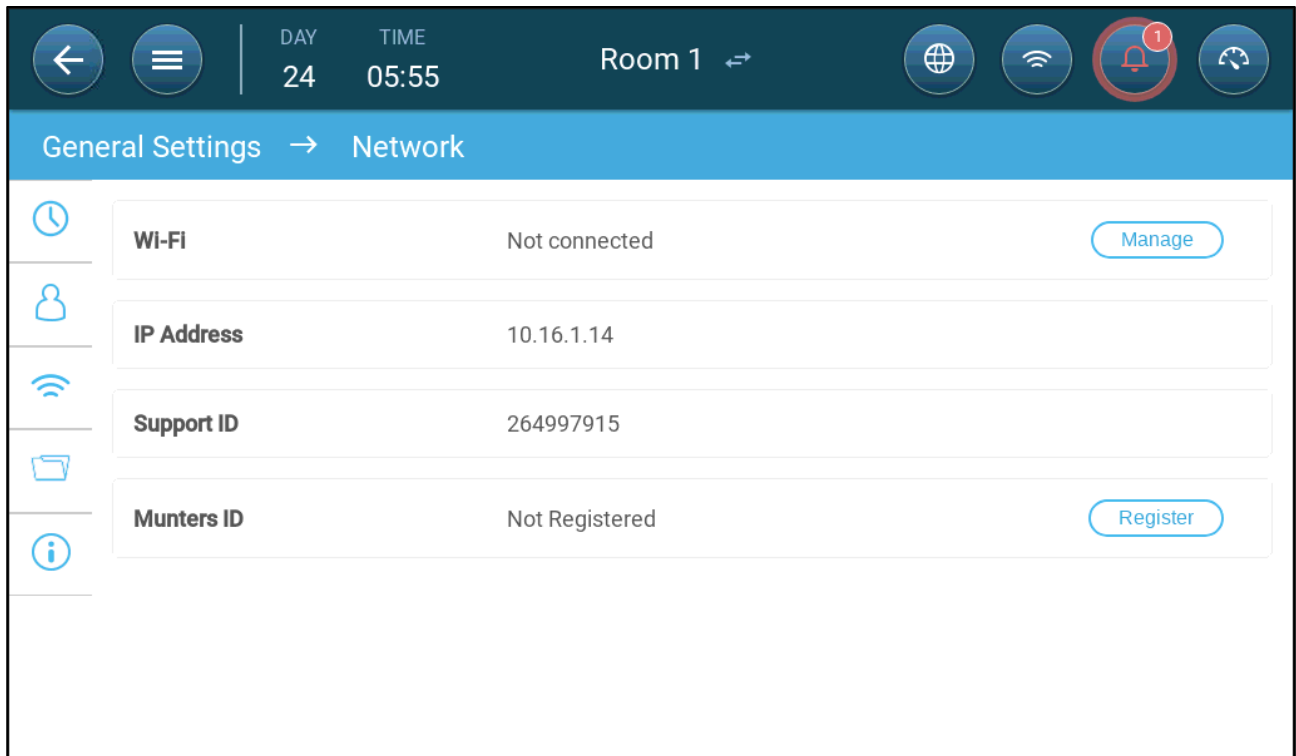 DAY TIME
24 05:55 Room 1 1
General Settings → Network
Wi-Fi Not connected Manage
IP Address 10.16.1.14
Support ID 264997915
Munters ID Not Registered Register